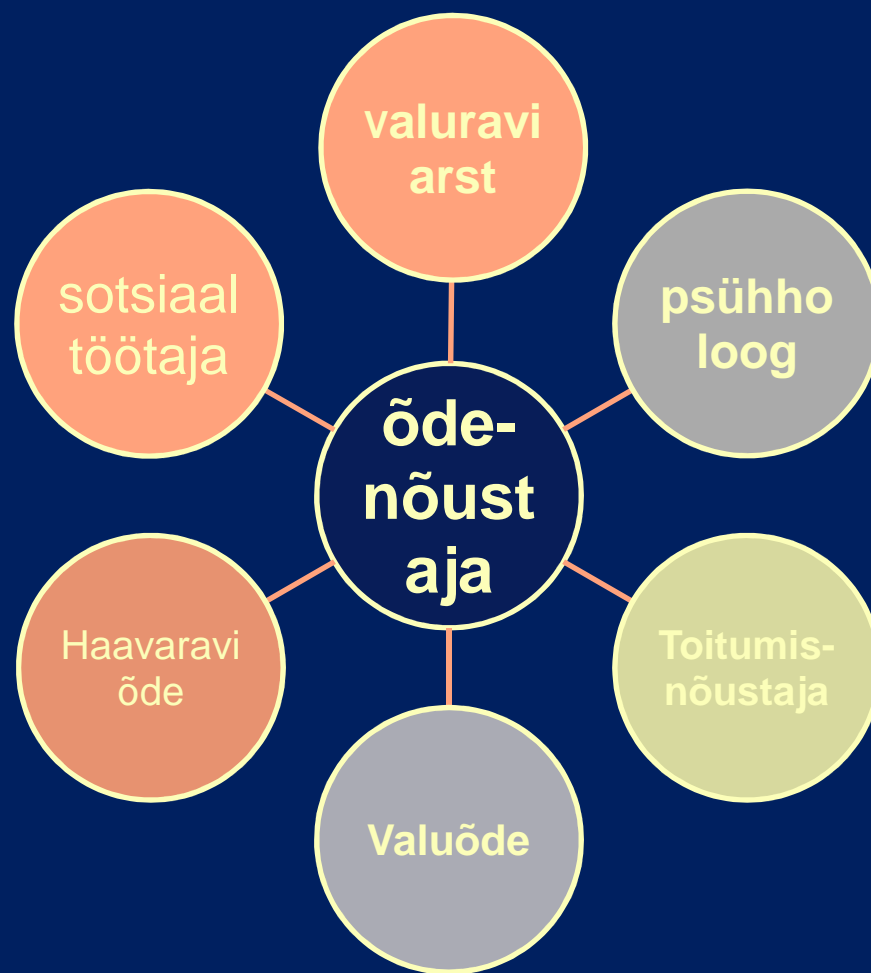 valuravi
arst
sotsiaal
töötaja
psühho
loog
õde-
nõust
aja
Haavaravi
õde
Toitumis-
nõustaja
Valuõde